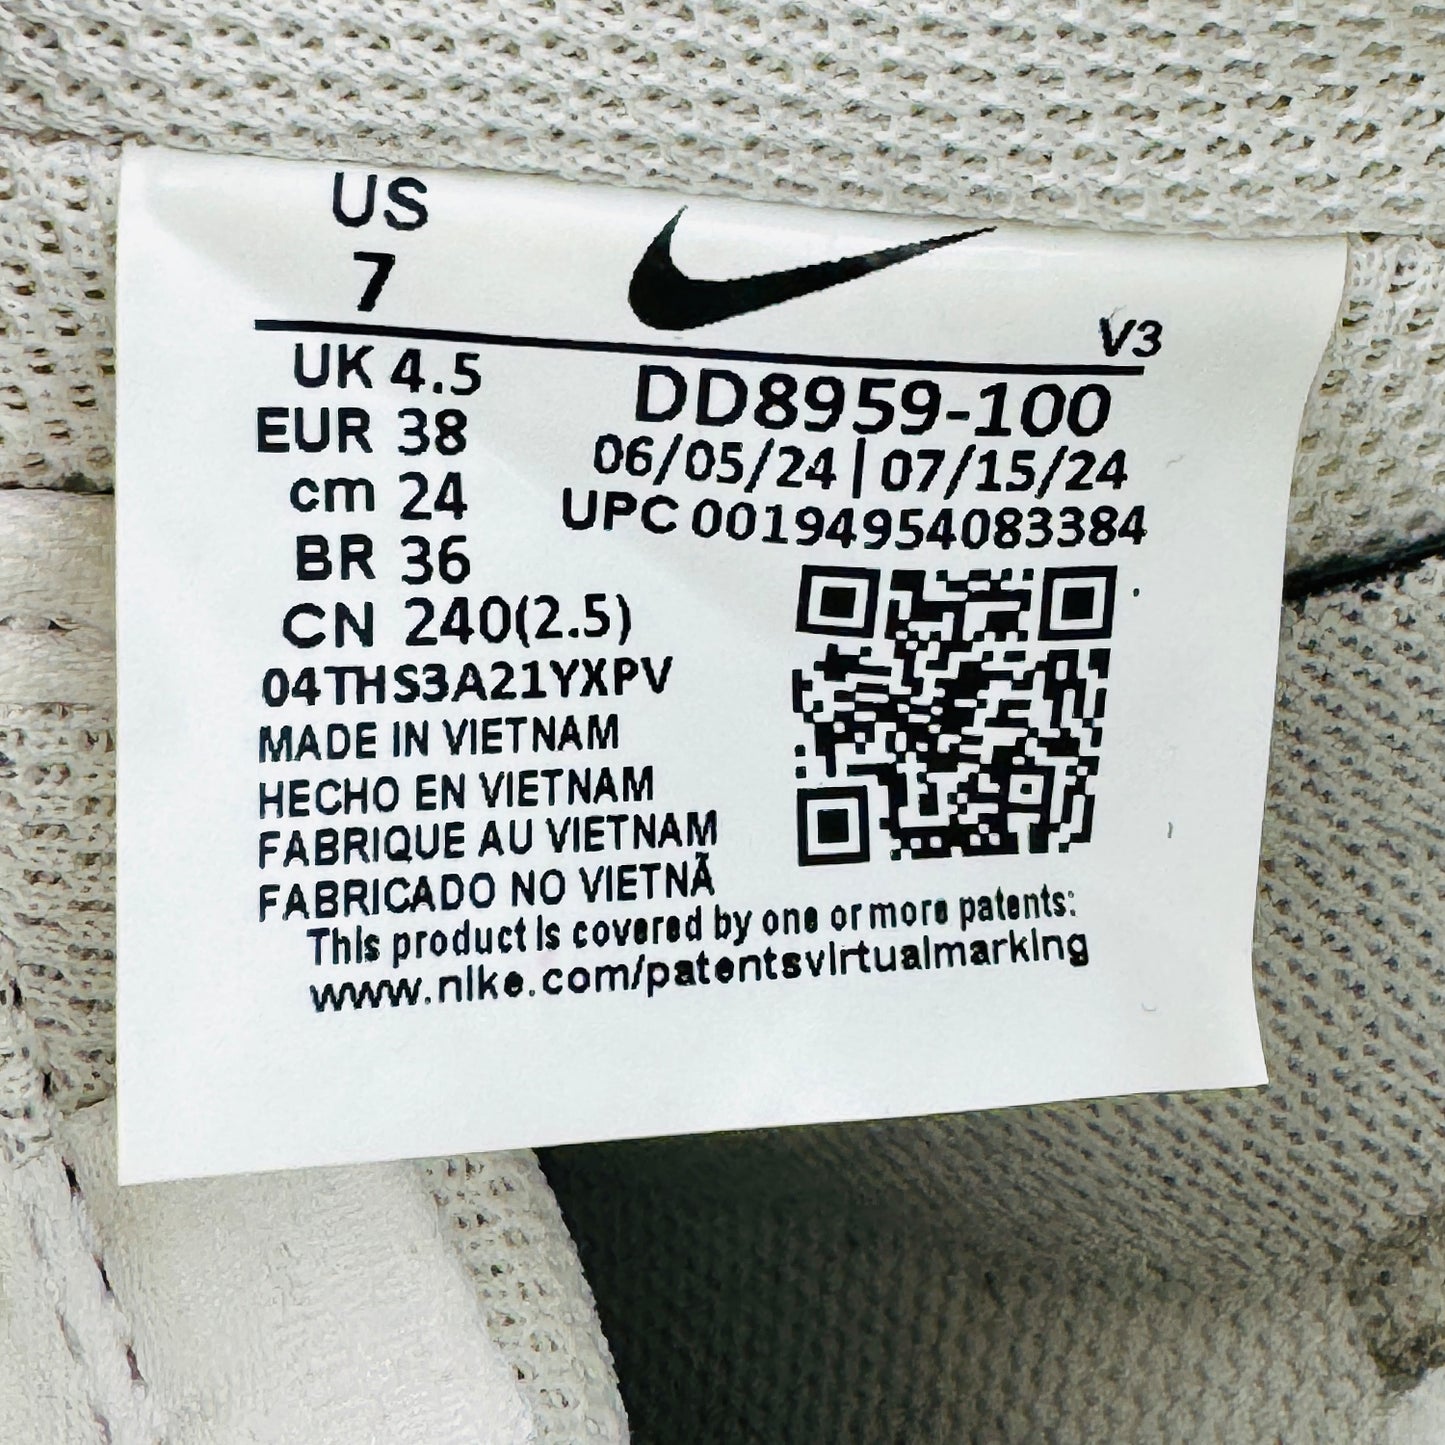 US
7
V3
UK 4.5
EUR 38
cm 24
BR 36
CN 240(2.5)
DD8959-100
06/05/24 | 07/15/24
UPC 00194954083384
04THS3A21YXPV
MADE IN VIETNAM
HECHO EN VIETNAM
FABRIQUE AU VIETNAM
FABRICADO NO VIETNÃ
This product is covered by one or more patents:
www.nike.com/patentsvirtualmarking